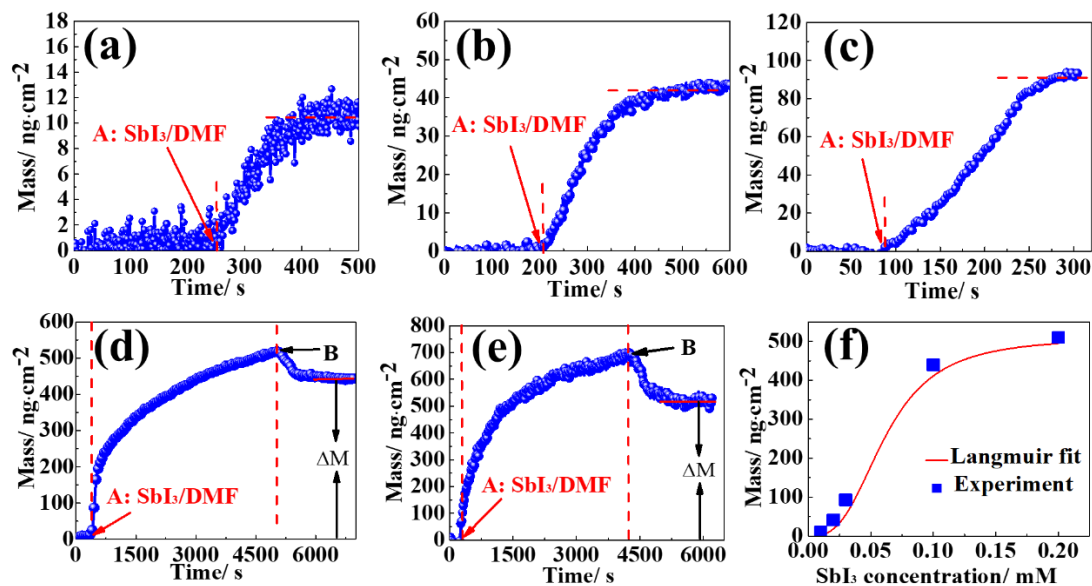 (a)
Mass/ ng·cm⁻²
18
16
14
12
10
8
6
4
2
0
A: SbI₃/DMF
0 100 200 300 400 500
Time/ s
(b)
Mass/ ng·cm⁻²
60
50
40
30
20
10
0
A: SbI₃/DMF
0 100 200 300 400 500 600
Time/ s
(c)
Mass/ ng·cm⁻²
120
100
80
60
40
20
0
A: SbI₃/DMF
0 50 100 150 200 250 300
Time/ s
(d)
Mass/ ng·cm⁻²
600
500
400
300
200
100
0
B
ΔM
A: SbI₃/DMF
0 1500 3000 4500 6000
Time/ s
(e)
Mass/ ng·cm⁻²
800
700
600
500
400
300
200
100
0
B
ΔM
A: SbI₃/DMF
0 1500 3000 4500 6000
Time/ s
(f)
Mass/ ng·cm⁻²
500
400
300
200
100
0
Langmuir fit
Experiment
0.00 0.05 0.10 0.15 0.20
SbI₃ concentration/ mM